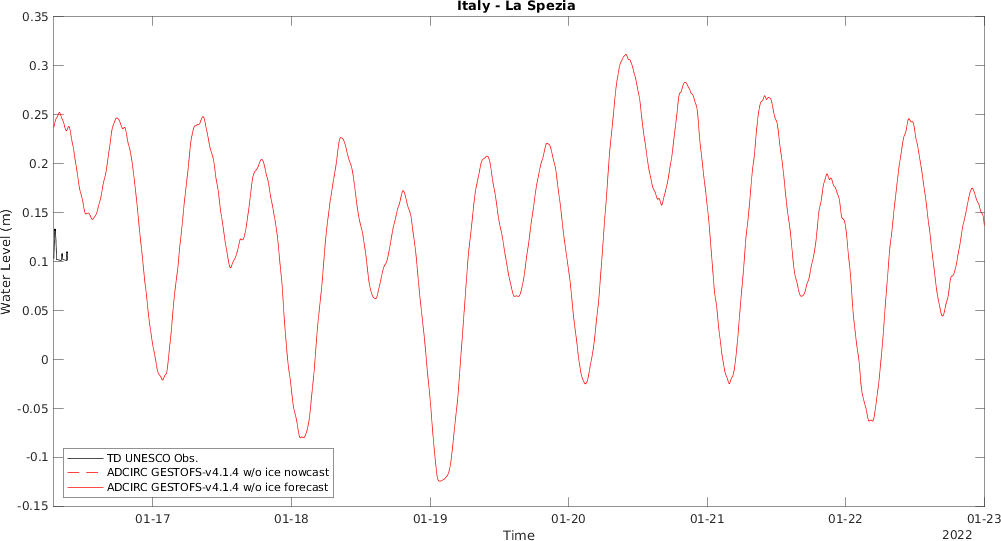 Italy - La Spezia
0.35
0.3
0.25
0.2
0.15
0.1
0.05
0
-0.05
-0.1
-0.15
Water Level (m)
TD UNESCO Obs.
ADCIRC GESTOFS-v4.1.4 w/o ice nowcast
ADCIRC GESTOFS-v4.1.4 w/o ice forecast
01-17 01-18 01-19 01-20 01-21 01-22 01-23
Time
2022